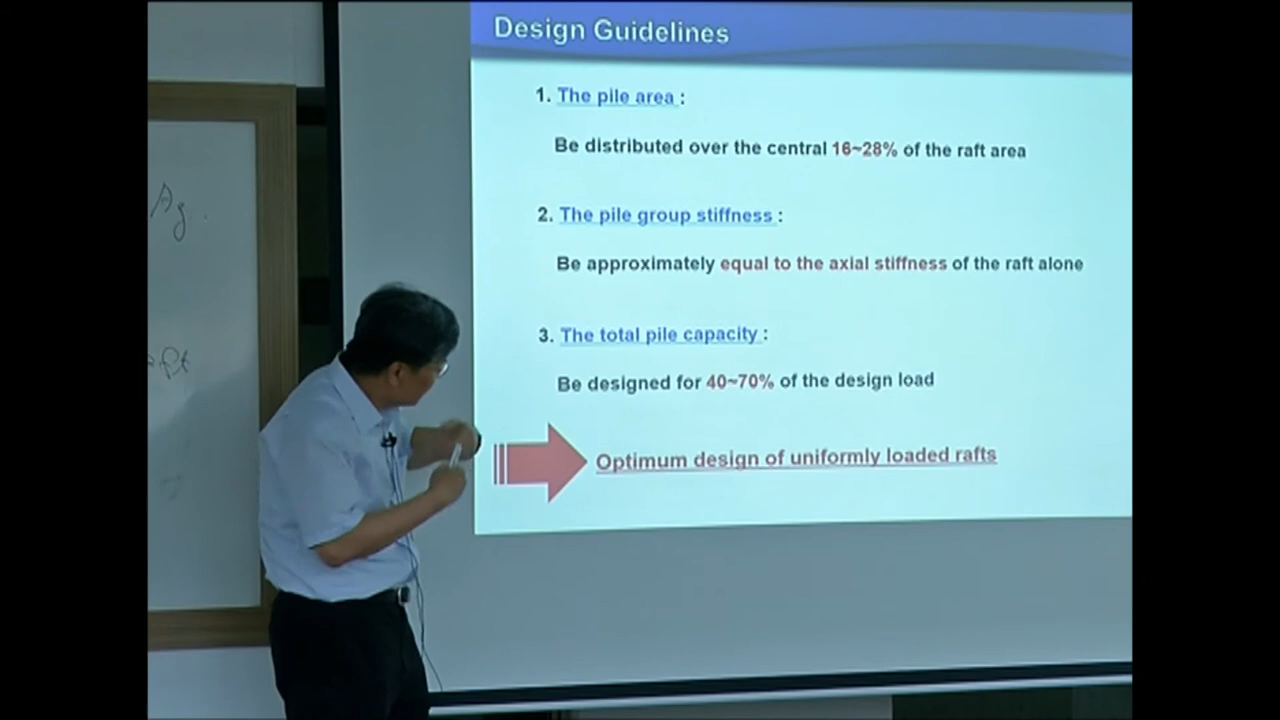 Design Guidelines
1. The pile area :
Be distributed over the central 16~28% of the raft area
2. The pile group stiffness :
Be approximately equal to the axial stiffness of the raft alone
3. The total pile capacity :
Be designed for 40~70% of the design load
Optimum design of uniformly loaded rafts
Ag.